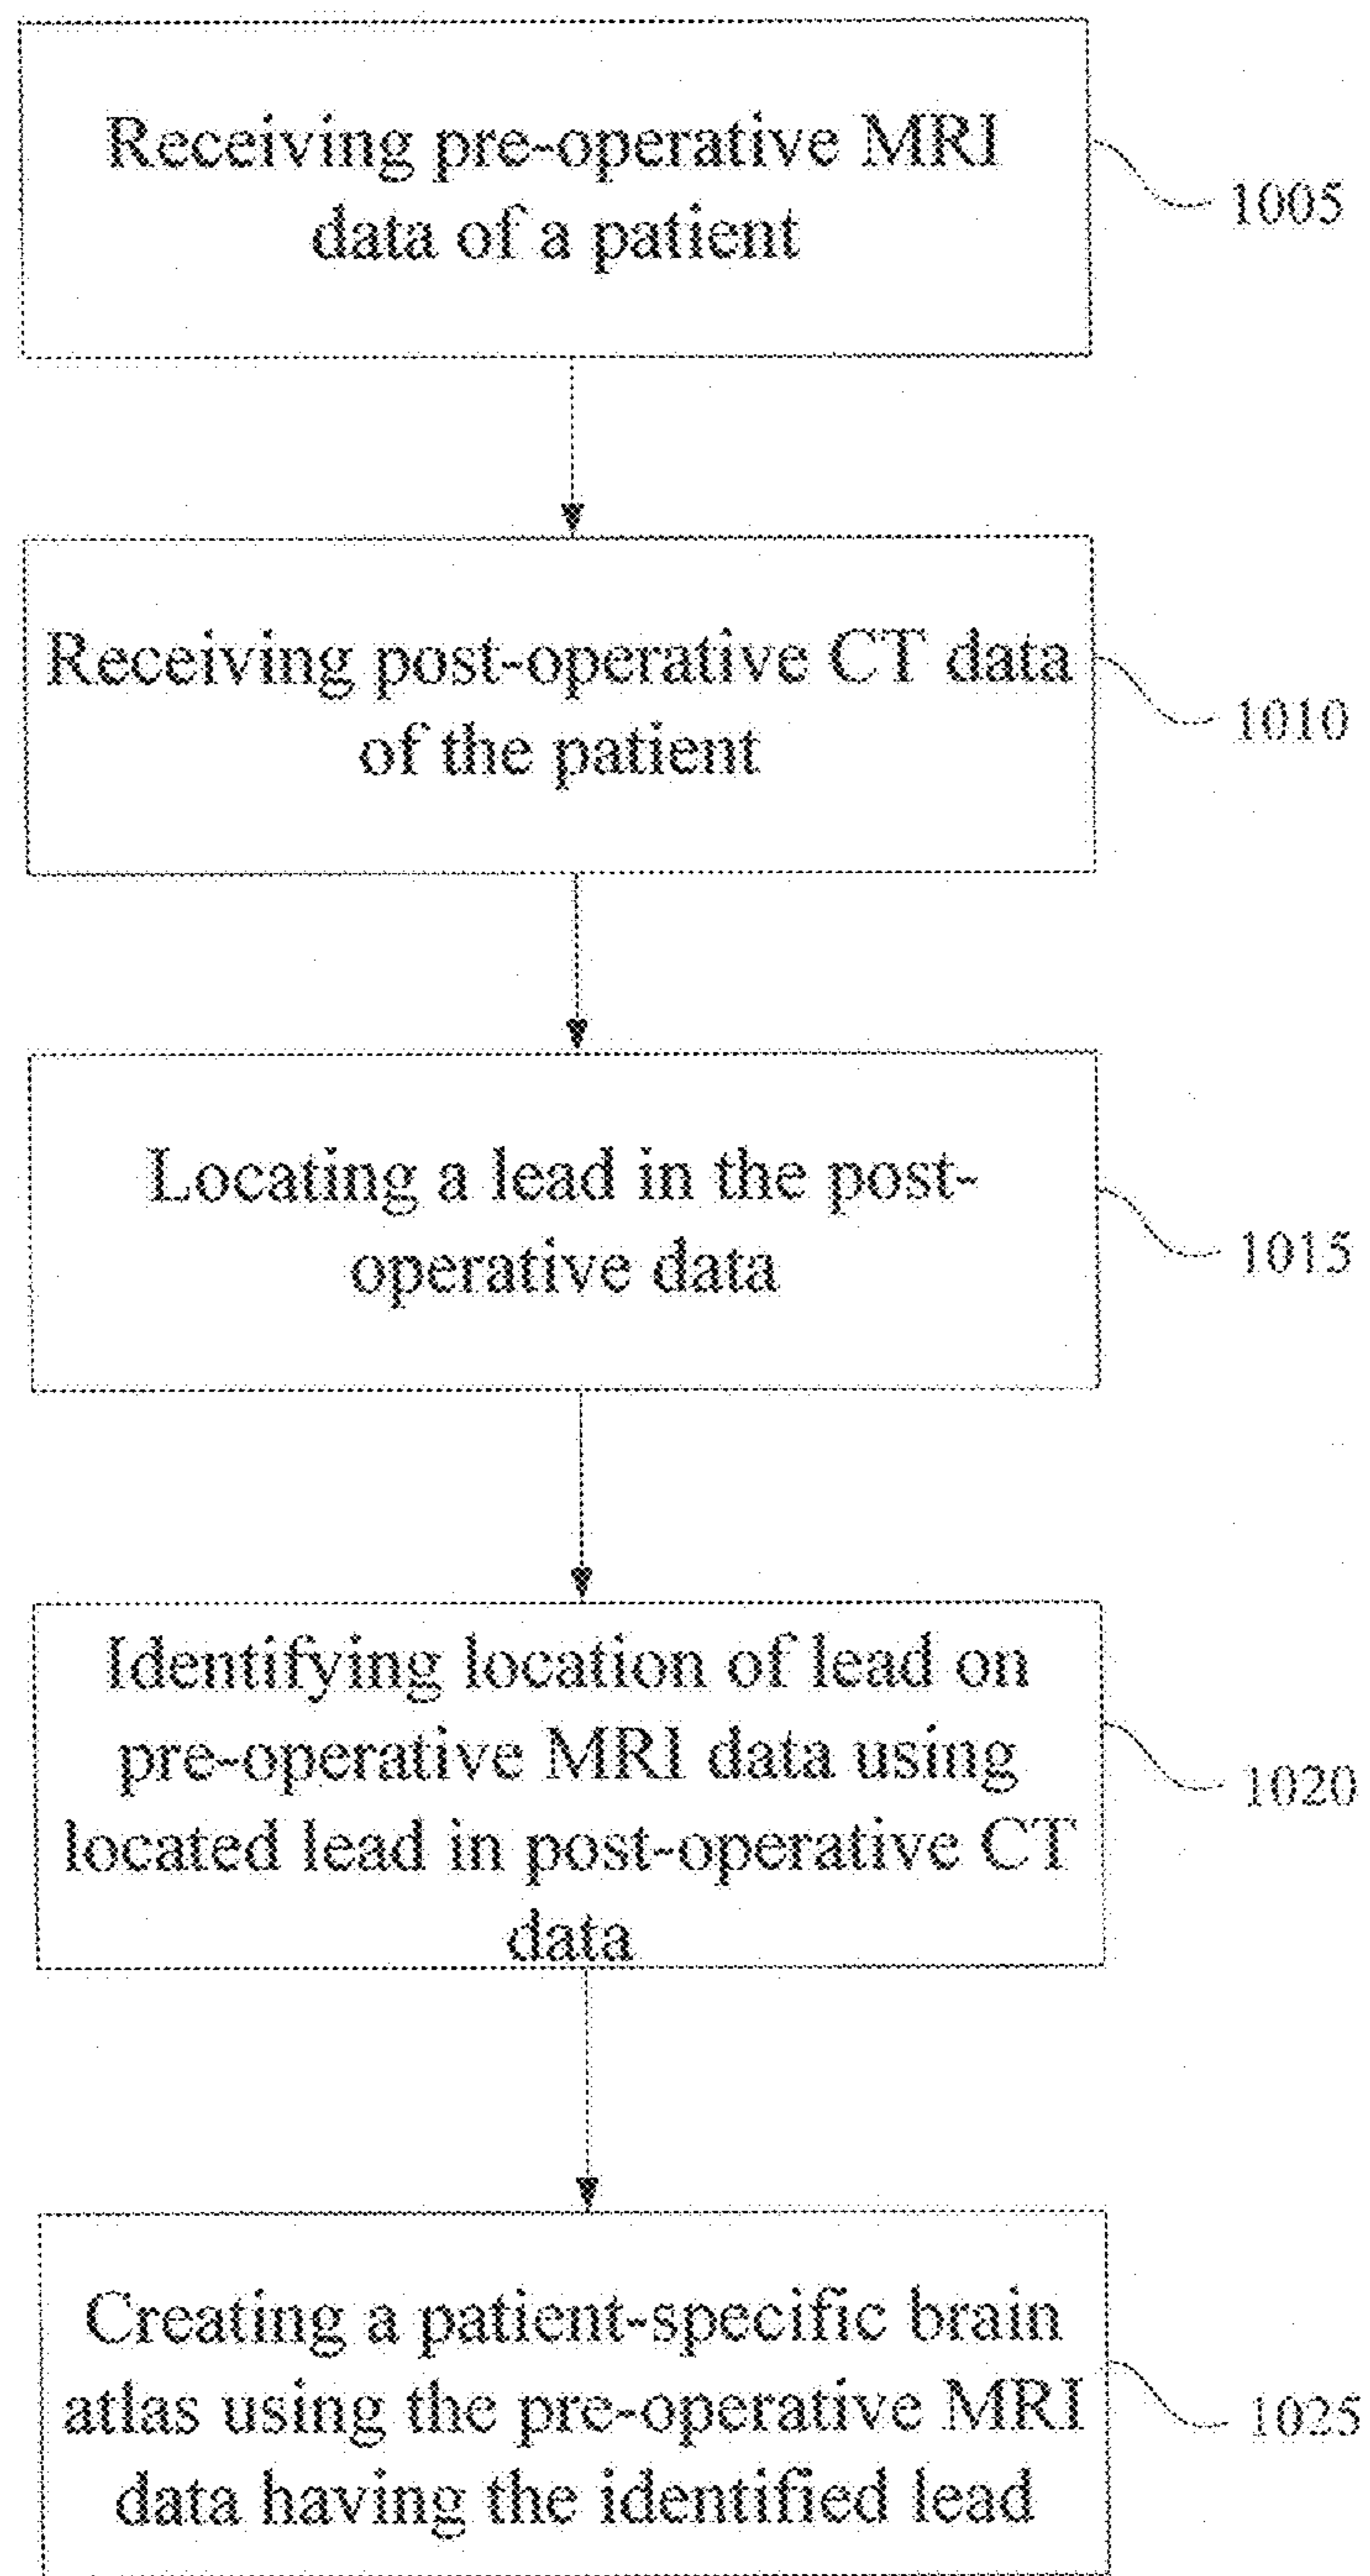 Receiving pre-operative MRI
data of a patient
1005
Receiving post-operative CT data
of the patient
1010
Locating a lead in the post-
operative data
1015
Identifying location of lead on
pre-operative MRI data using
located lead in post-operative CT
data
1020
Creating a patient-specific brain
atlas using the pre-operative MRI
data having the identified lead
1025